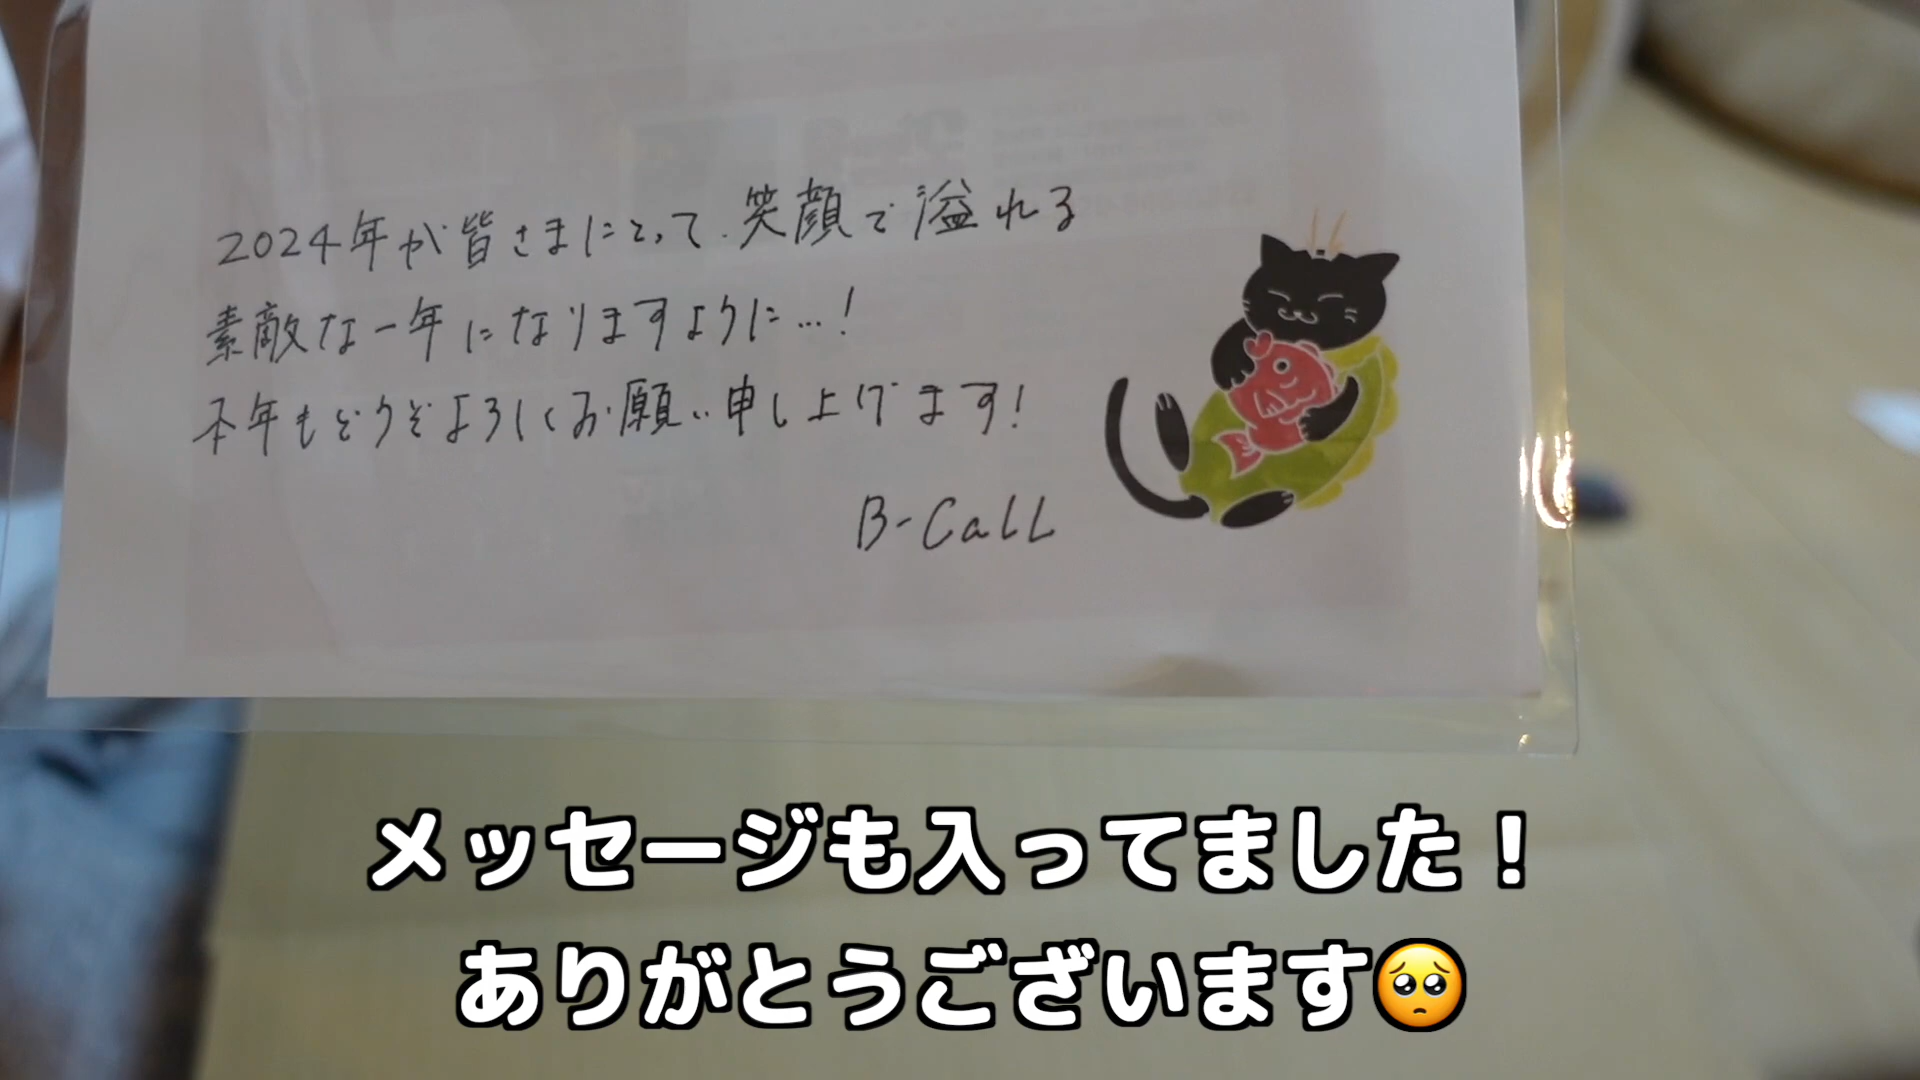 2024年が皆さまにとって、笑顔で溢れる
素敵な一年になりますように…!
本年もどうぞよろしくお願い申し上げます!
B-CaLL
メッセージも入ってました!
ありがとうございます🥺